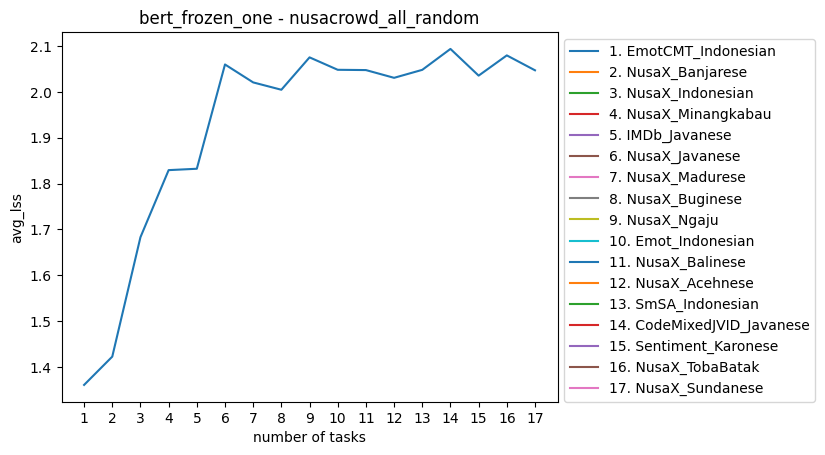 bert_frozen_one - nusacrowd_all_random
avg_lss
2.1
2.0
1.9
1.8
1.7
1.6
1.5
1.4
1 2 3 4 5 6 7 8 9 10 11 12 13 14 15 16 17
number of tasks
1. EmotCMT_Indonesian
2. NusaX_Banjarese
3. NusaX_Indonesian
4. NusaX_Minangkabau
5. IMDb_Javanese
6. NusaX_Javanese
7. NusaX_Madurese
8. NusaX_Buginese
9. NusaX_Ngaju
10. Emot_Indonesian
11. NusaX_Balinese
12. NusaX_Acehnese
13. SmSA_Indonesian
14. CodeMixedJVID_Javanese
15. Sentiment_Karonese
16. NusaX_TobaBatak
17. NusaX_Sundanese